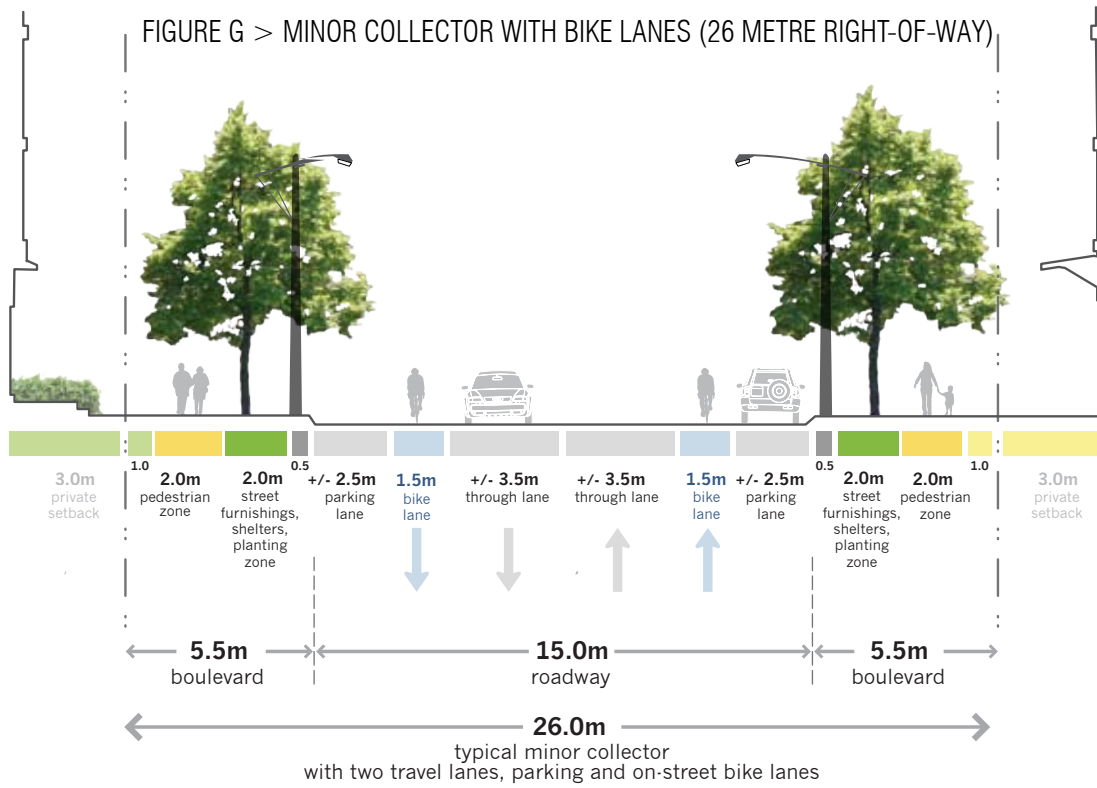 FIGURE G > MINOR COLLECTOR WITH BIKE LANES (26 METRE RIGHT-OF-WAY)
3.0m
private
setback
1.0
2.0m
pedestrian
zone
2.0m
street
furnishings,
shelters,
planting
zone
0.5
+/- 2.5m
parking
lane
1.5m
bike
lane
+/- 3.5m
through lane
+/- 3.5m
through lane
1.5m
bike
lane
+/- 2.5m
parking
lane
0.5
2.0m
street
furnishings,
shelters,
planting
zone
2.0m
pedestrian
zone
1.0
3.0m
private
setback
5.5m
boulevard
15.0m
roadway
5.5m
boulevard
26.0m
typical minor collector
with two travel lanes, parking and on-street bike lanes